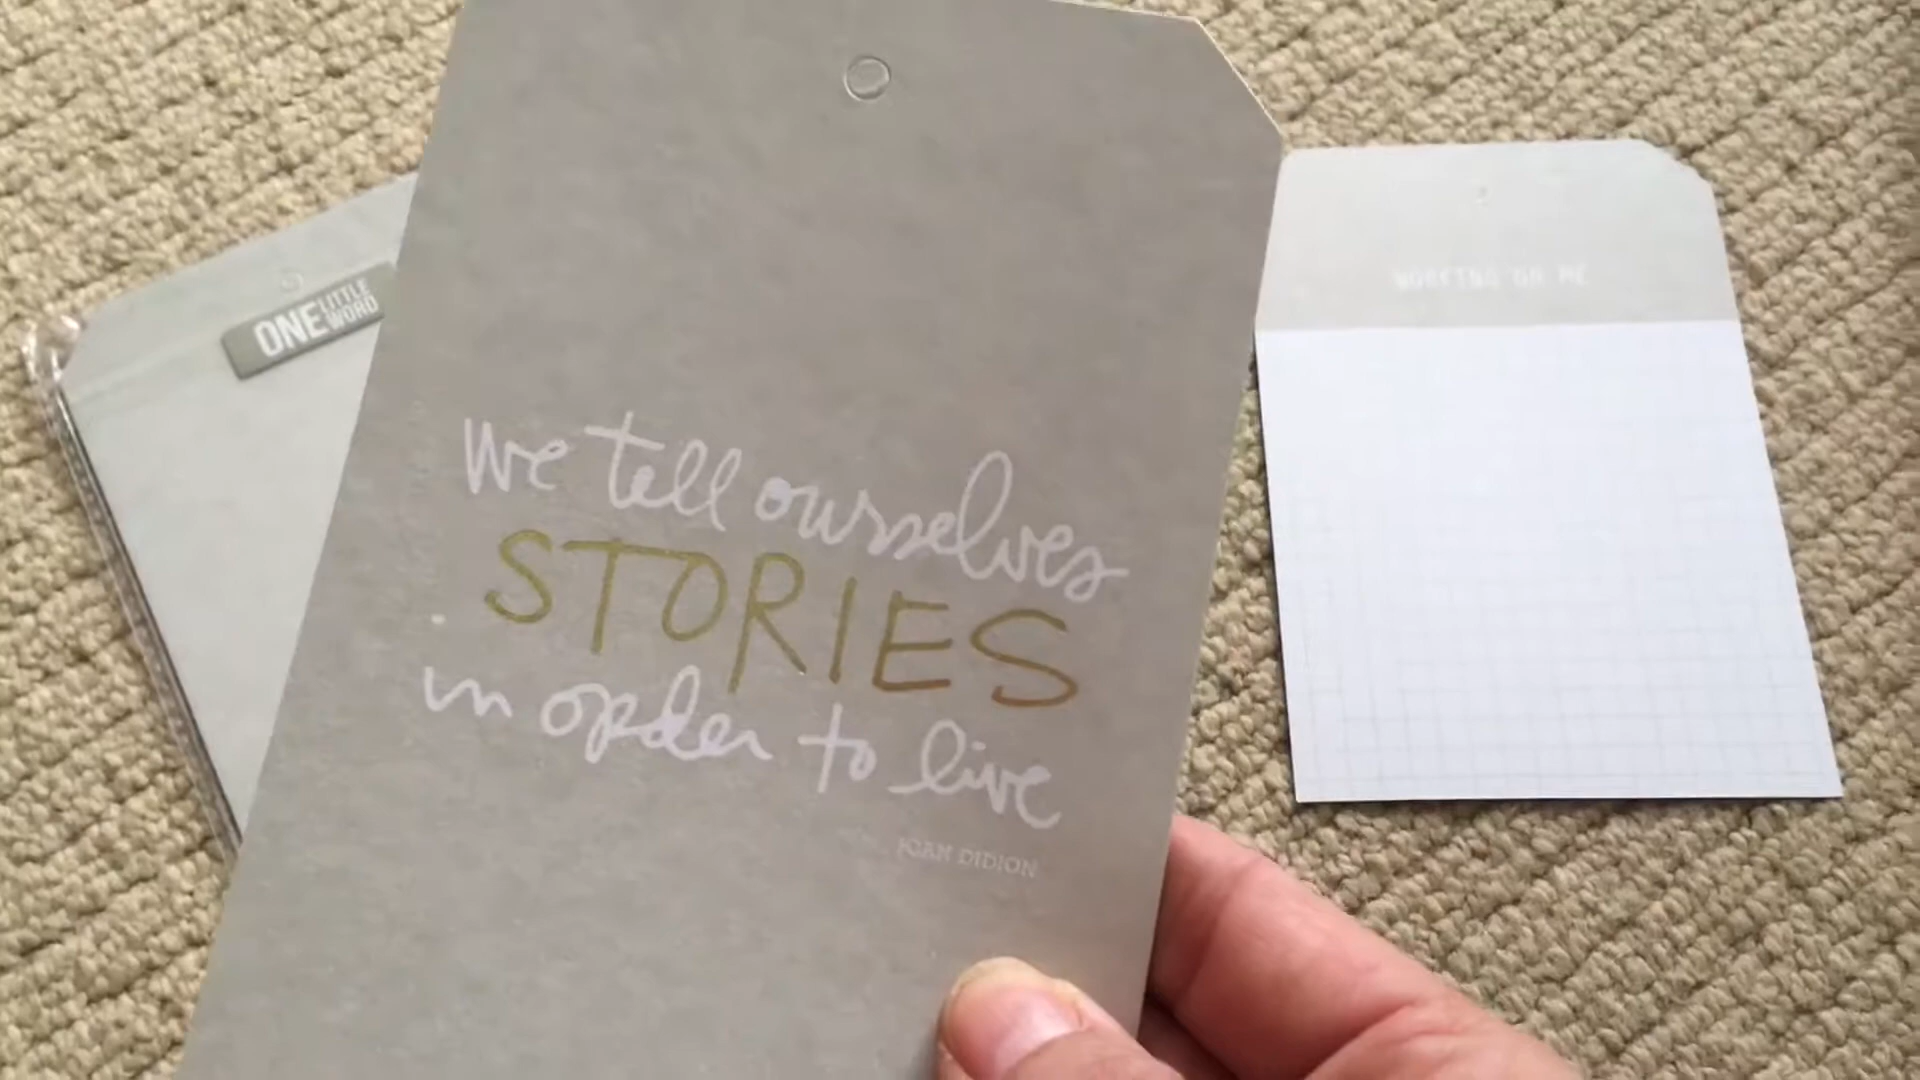 ONE LITTLE WORD
We tell ourselves
STORIES
in order to live
JOAN DIDION
WORKING ON ME